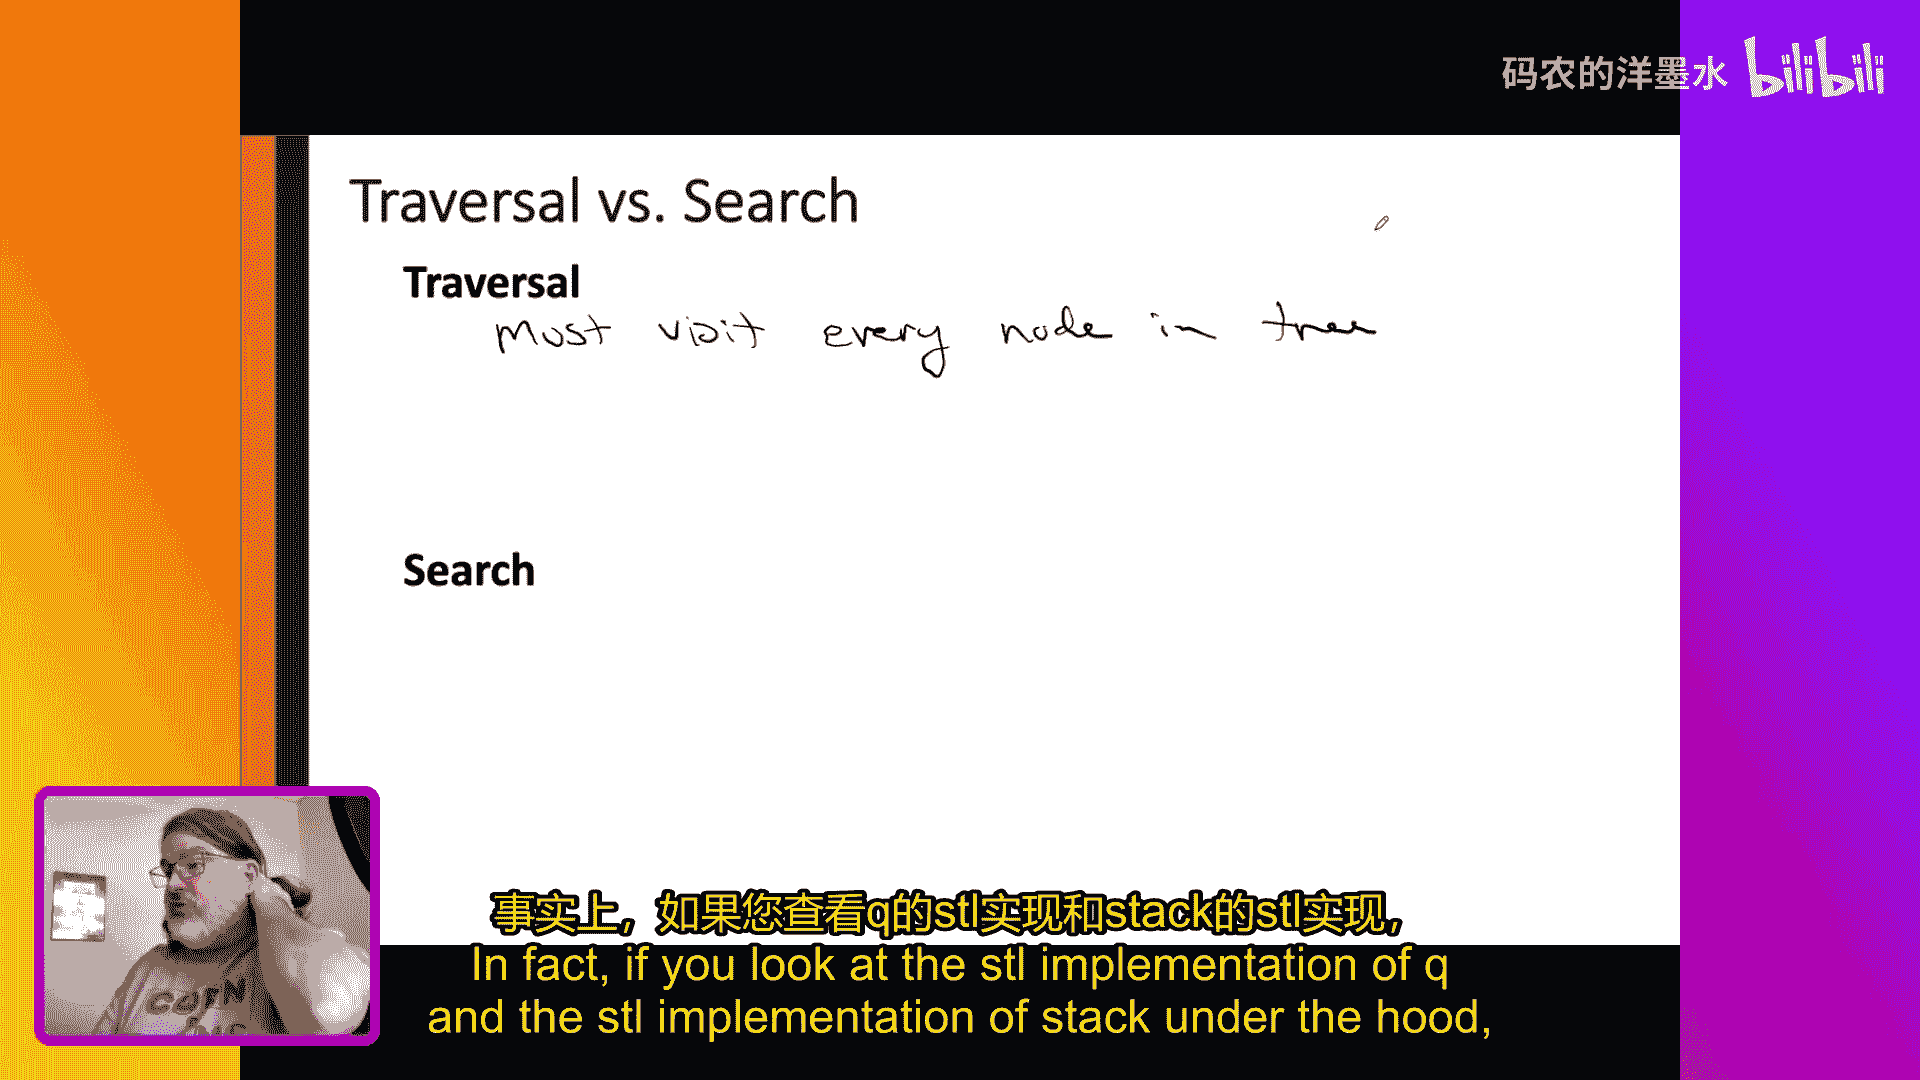 码农的洋墨水 bilibili
Traversal vs. Search
Traversal
Must visit every node in tree
Search
事实上，如果您查看q的stl实现和stack的stl实现，
In fact, if you look at the stl implementation of q
and the stl implementation of stack under the hood,